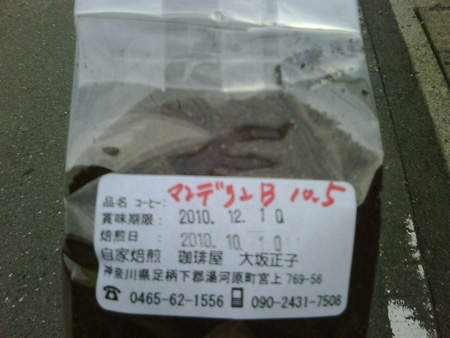 品名 コーヒー: マンデリンB 10.5
賞味期限: 2010. 12. 10
焙煎日 : 2010. 10. 10
自家焙煎 珈琲屋 大坂正子
神奈川県足柄下郡湯河原町宮上 769-56
☎ 0465-62-1556 📱 090-2431-7508